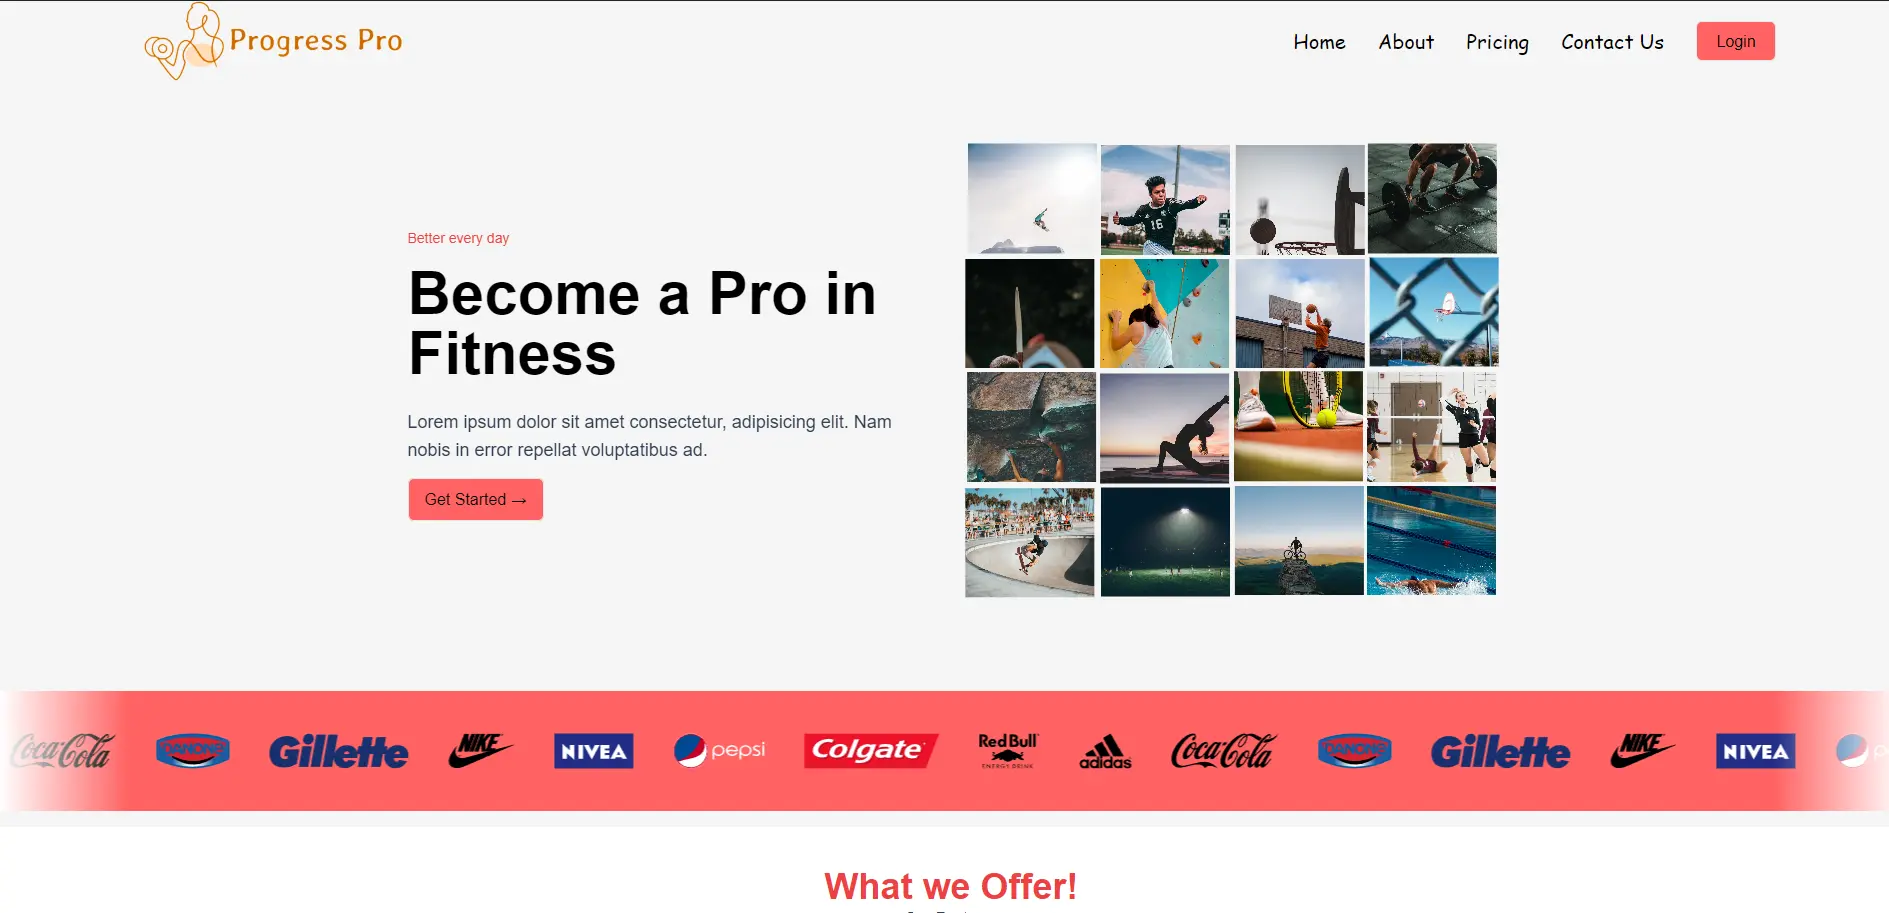 Progress Pro
Home About Pricing Contact Us Login
Better every day
Become a Pro in
Fitness
Lorem ipsum dolor sit amet consectetur, adipisicing elit. Nam
nobis in error repellat voluptatibus ad.
Get Started →
16
Coca-Cola DANONE Gillette NIKE NIVEA pepsi Colgate Red Bull ENERGY DRINK adidas Coca-Cola DANONE Gillette NIKE NIVEA
What we Offer!